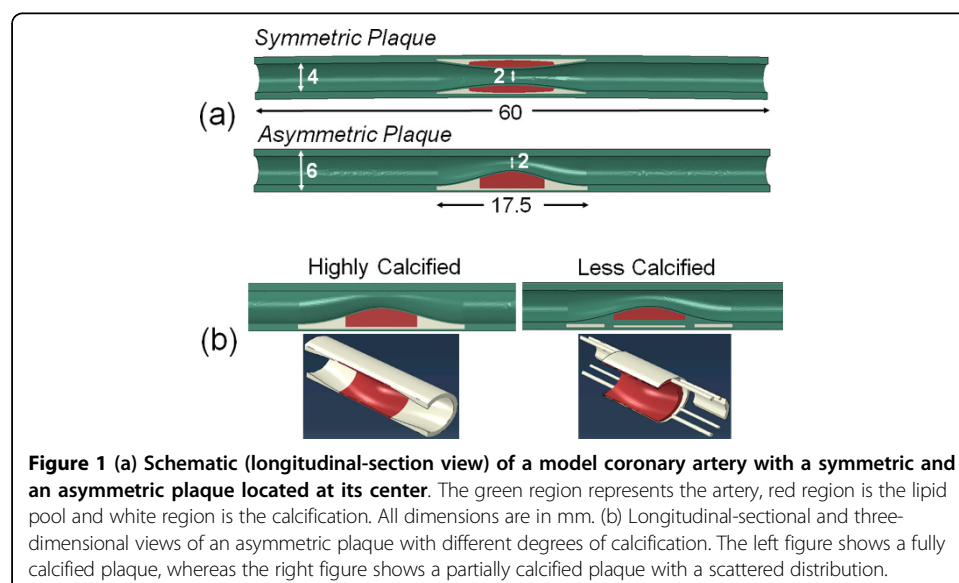 Symmetric Plaque
4
2
(a)
60
Asymmetric Plaque
6
2
17.5
Highly Calcified
Less Calcified
(b)
Figure 1 (a) Schematic (longitudinal-section view) of a model coronary artery with a symmetric and
an asymmetric plaque located at its center. The green region represents the artery, red region is the lipid
pool and white region is the calcification. All dimensions are in mm. (b) Longitudinal-sectional and three-
dimensional views of an asymmetric plaque with different degrees of calcification. The left figure shows a fully
calcified plaque, whereas the right figure shows a partially calcified plaque with a scattered distribution.